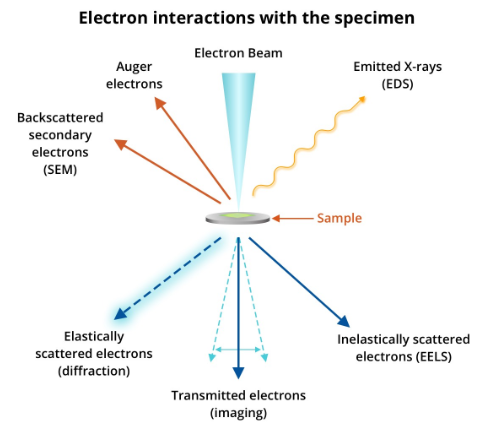 Electron interactions with the specimen
Electron Beam
Auger
electrons
Emitted X-rays
(EDS)
Backscattered
secondary
electrons
(SEM)
Sample
Elastically
scattered electrons
(diffraction)
Inelastically scattered
electrons (EELS)
Transmitted electrons
(imaging)